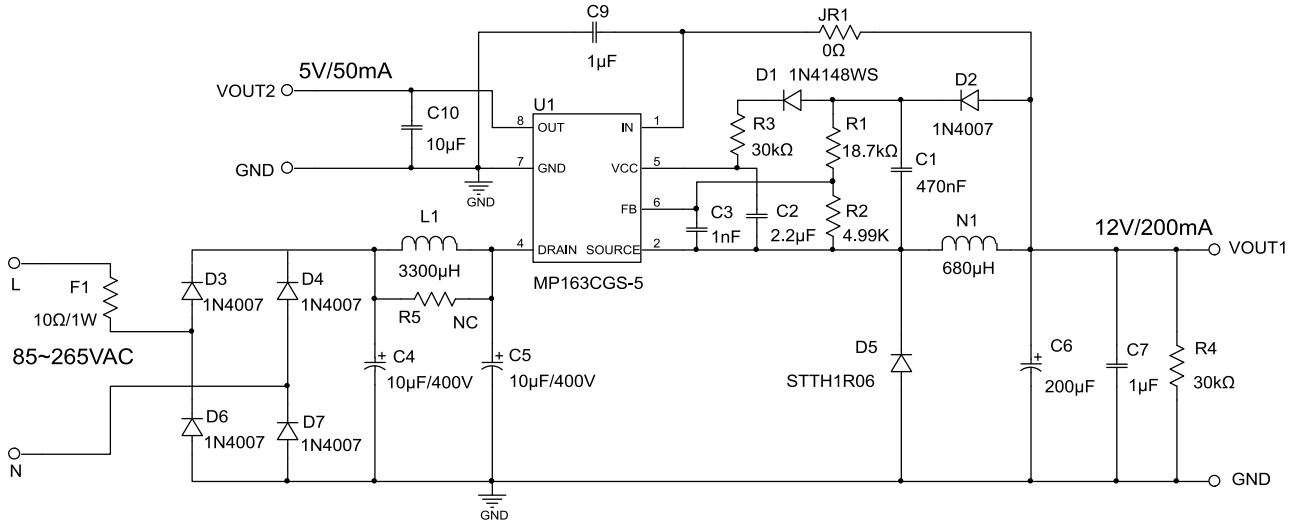 C9
1µF
JR1
0Ω
5V/50mA
VOUT2
C10
10µF
GND
GND
U1
8 OUT IN 1
7 GND VCC 5
FB 6
4 DRAIN SOURCE 2
MP163CGS-5
D1 1N4148WS
D2
1N4007
R3
30kΩ
R1
18.7kΩ
C1
470nF
C3
1nF
C2
2.2µF
R2
4.99K
N1
680µH
12V/200mA
VOUT1
L1
3300µH
R5 NC
L
F1
10Ω/1W
85~265VAC
N
D3
1N4007
D4
1N4007
D6
1N4007
D7
1N4007
C4
+
10µF/400V
C5
+
10µF/400V
D5
STTH1R06
C6
+
200µF
C7
1µF
R4
30kΩ
GND
GND